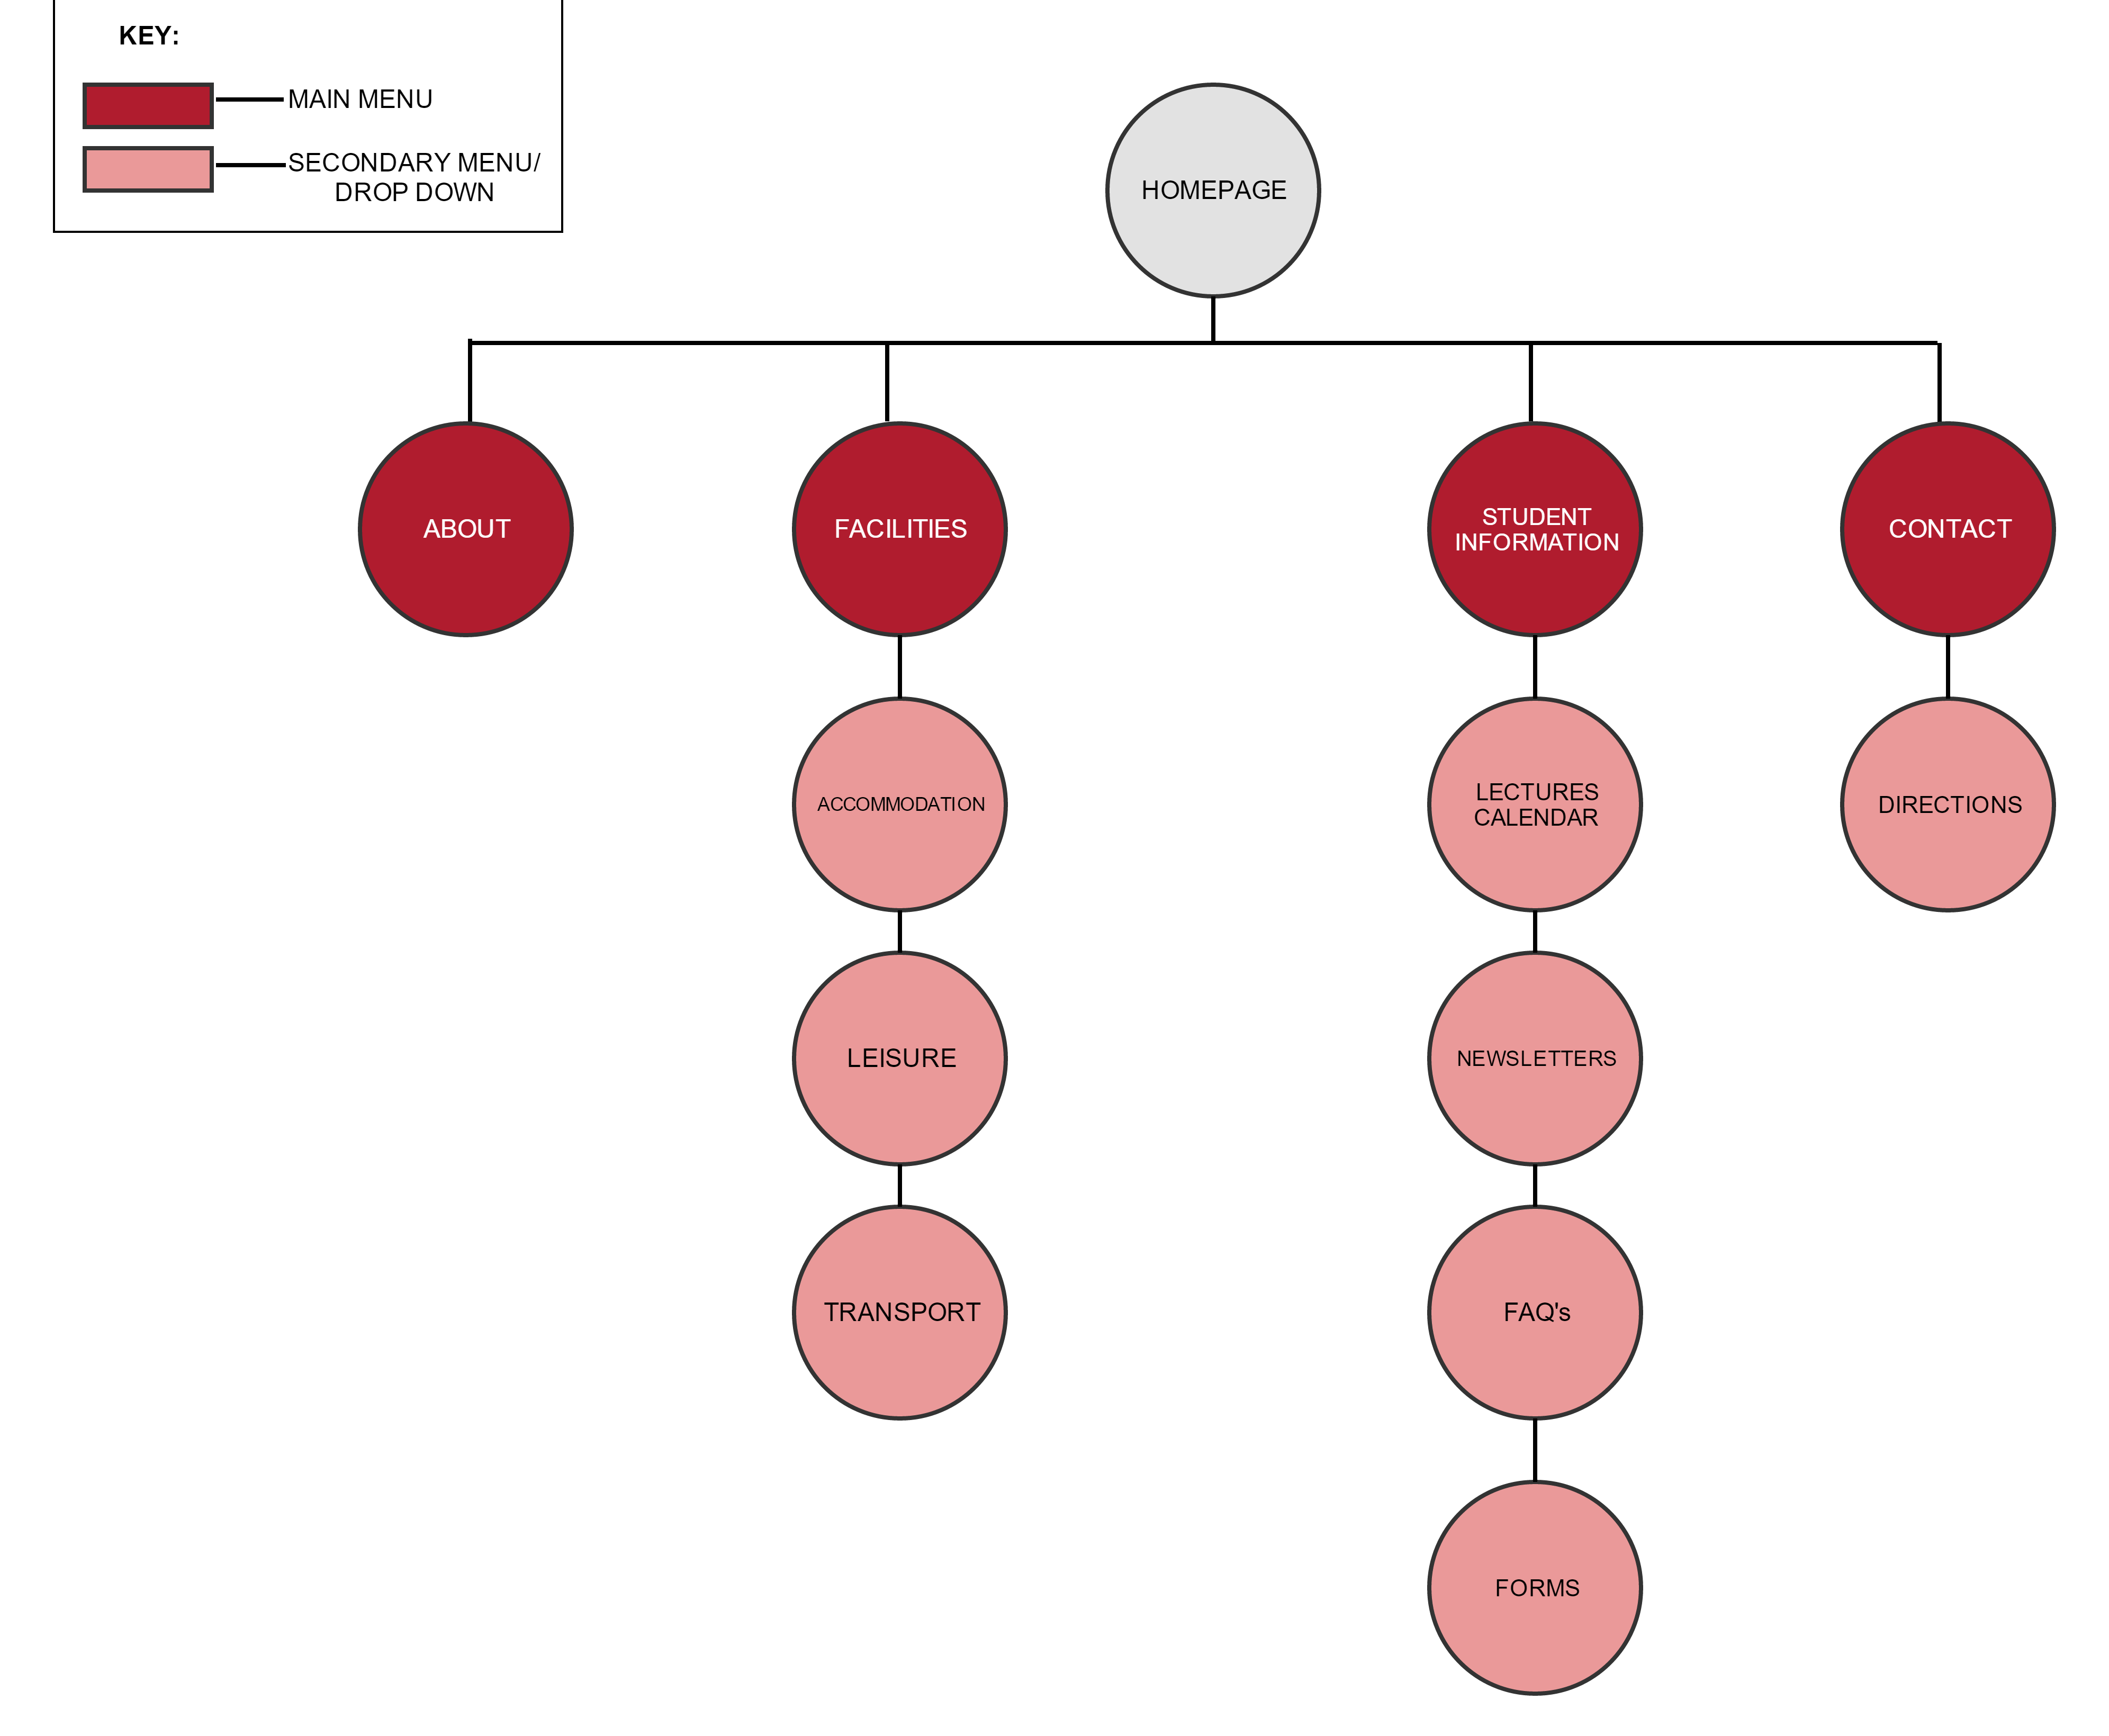 KEY:
MAIN MENU
SECONDARY MENU/
DROP DOWN
HOMEPAGE
ABOUT
FACILITIES
STUDENT
INFORMATION
CONTACT
ACCOMMODATION
LECTURES
CALENDAR
DIRECTIONS
LEISURE
NEWSLETTERS
TRANSPORT
FAQ's
FORMS